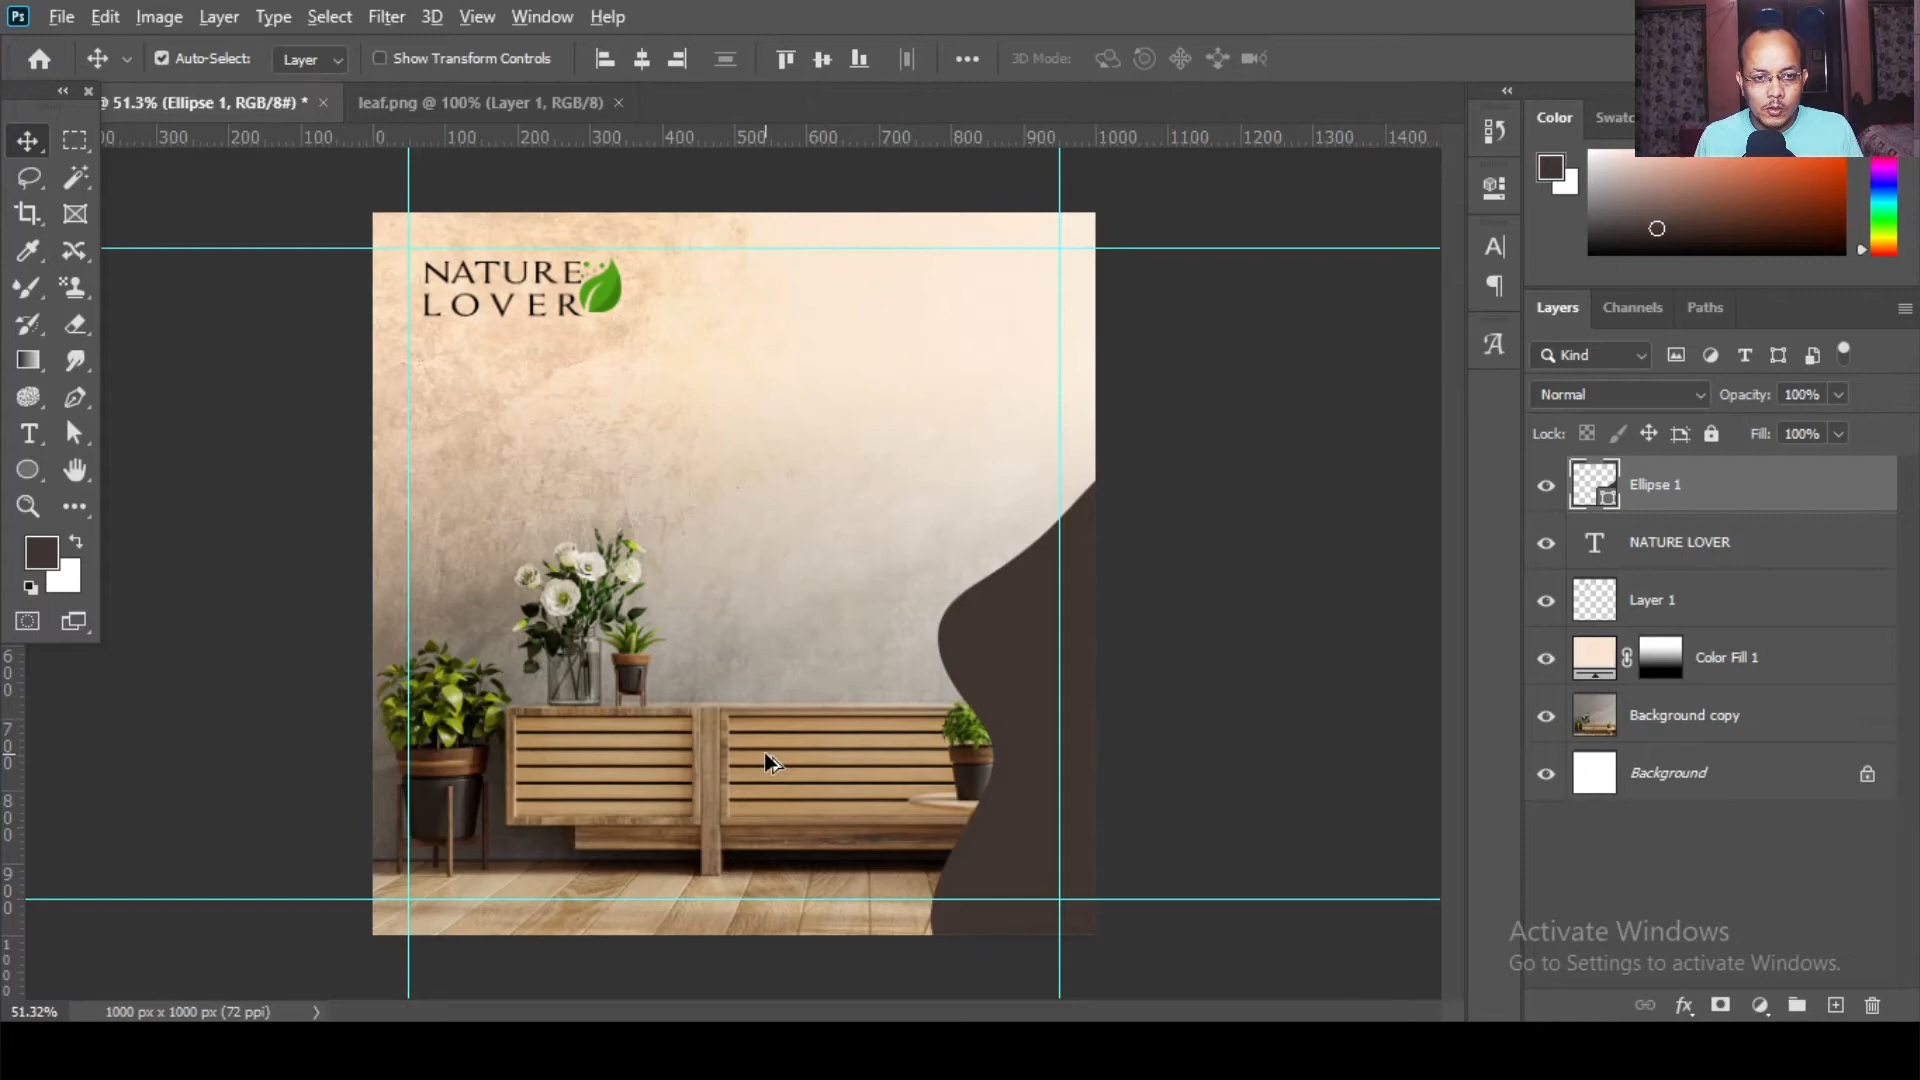 Ps File Edit Image Layer Type Select Filter 3D View Window Help
Auto-Select: Layer Show Transform Controls 3D Mode:
@ 51.3% (Ellipse 1, RGB/8#) * × leaf.png @ 100% (Layer 1, RGB/8) ×
300 200 100 0 100 200 300 400 500 600 700 800 900 1000 1100 1200 1300 1400
Color Swatc
NATURE
LOVER
Layers Channels Paths
Kind
Normal Opacity: 100%
Lock: Fill: 100%
Ellipse 1
NATURE LOVER
Layer 1
Color Fill 1
Background copy
Background
Activate Windows
Go to Settings to activate Windows.
51.32% 1000 px x 1000 px (72 ppi)